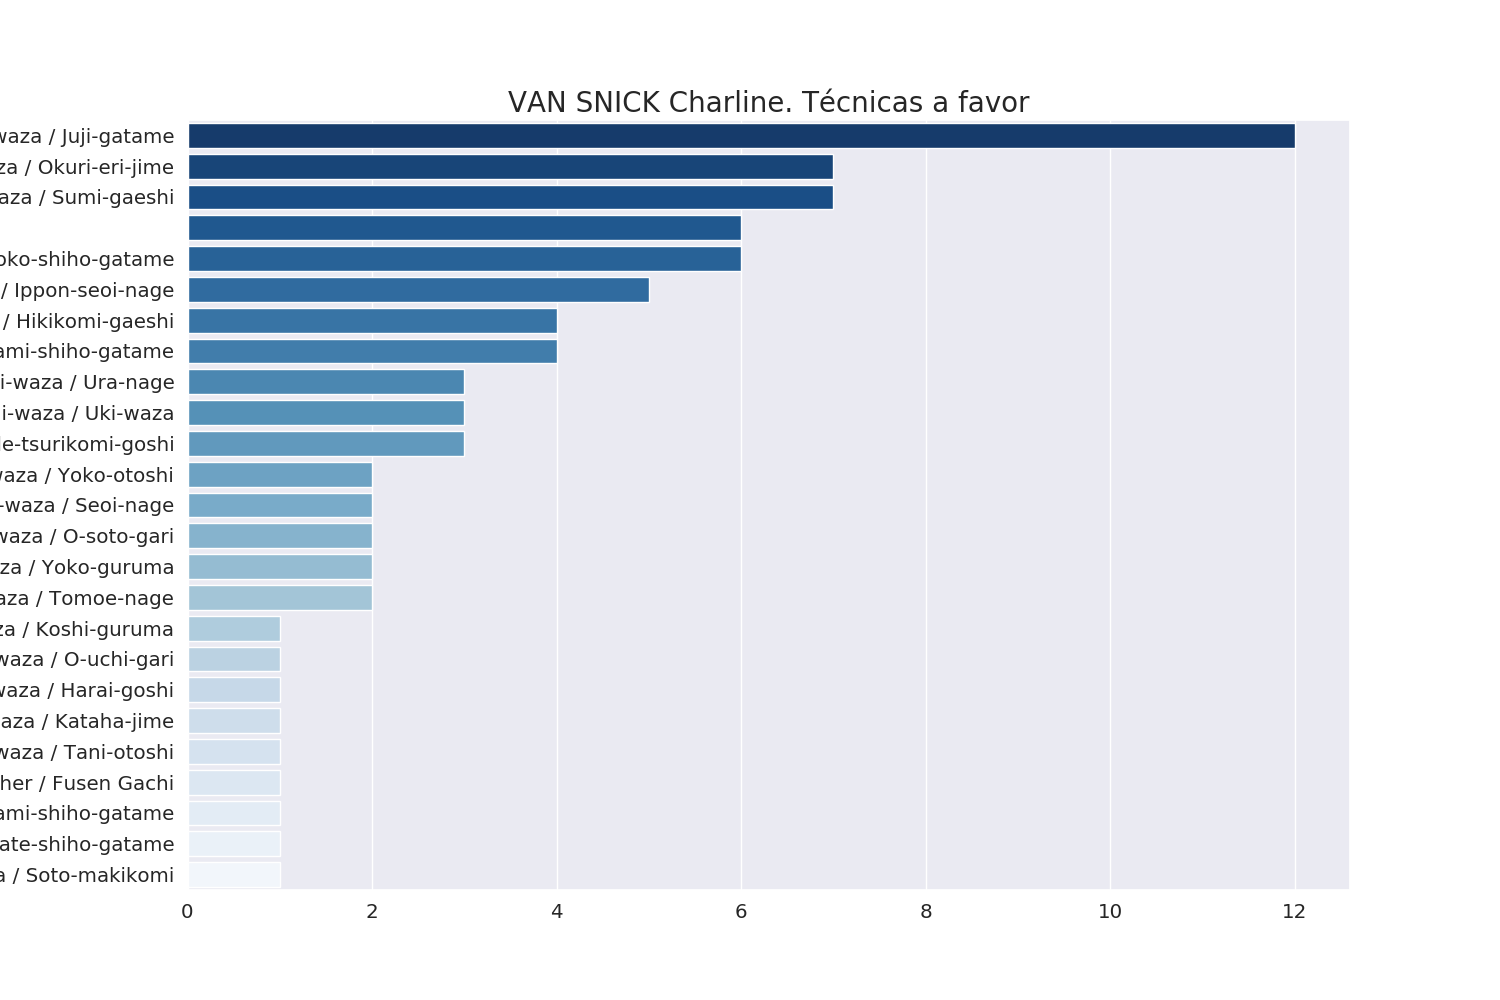 VAN SNICK Charline. Técnicas a favor
waza / Juji-gatame
za / Okuri-eri-jime
aza / Sumi-gaeshi
oko-shiho-gatame
/ Ippon-seoi-nage
/ Hikikomi-gaeshi
ami-shiho-gatame
i-waza / Ura-nage
i-waza / Uki-waza
de-tsurikomi-goshi
waza / Yoko-otoshi
-waza / Seoi-nage
waza / O-soto-gari
za / Yoko-guruma
aza / Tomoe-nage
za / Koshi-guruma
waza / O-uchi-gari
waza / Harai-goshi
aza / Kataha-jime
waza / Tani-otoshi
her / Fusen Gachi
ami-shiho-gatame
ate-shiho-gatame
a / Soto-makikomi
0 2 4 6 8 10 12